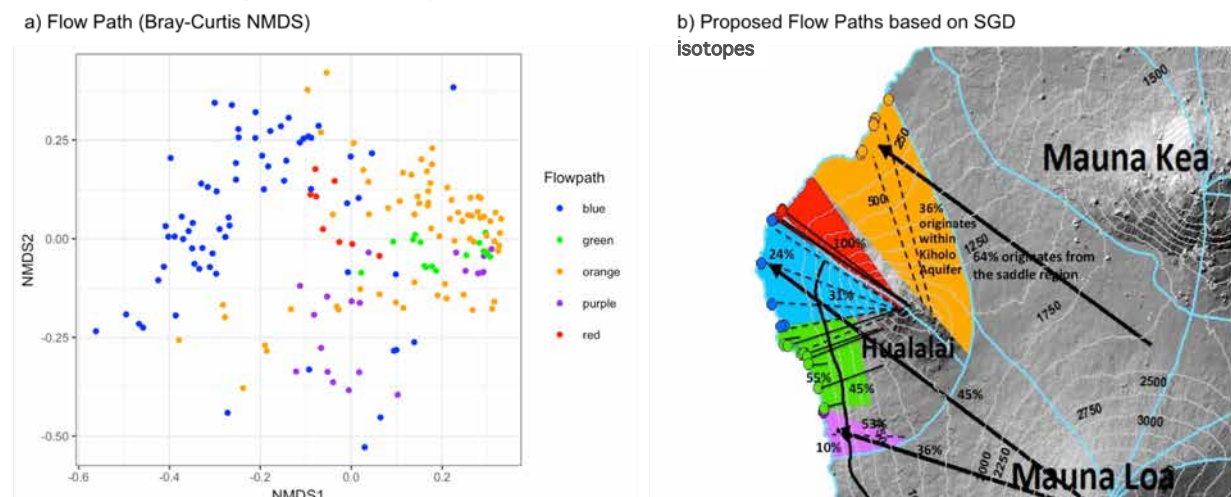 a) Flow Path (Bray-Curtis NMDS)
NMDS2
0.25
0.00
-0.25
-0.50
-0.6
-0.4
-0.2
0.0
0.2
NMDS1
Flowpath
blue
green
orange
purple
red
b) Proposed Flow Paths based on SGD
isotopes
1500
Mauna Kea
250
500
36%
originates
within
Kiholo
Aquifer
1250
64% originates from
the saddle region
100%
24%
31%
1750
Hualalai
55%
45%
45%
2500
2750
3000
53%
10%
36%
2250
Mauna Loa